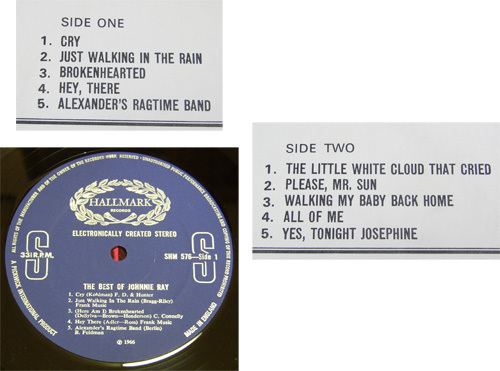 SIDE ONE
1. CRY
2. JUST WALKING IN THE RAIN
3. BROKENHEARTED
4. HEY, THERE
5. ALEXANDER'S RAGTIME BAND
SIDE TWO
1. THE LITTLE WHITE CLOUD THAT CRIED
2. PLEASE, MR. SUN
3. WALKING MY BABY BACK HOME
4. ALL OF ME
5. YES, TONIGHT JOSEPHINE
HALLMARK
RECORDS
ELECTRONICALLY CREATED STEREO
S S
33⅓ R.P.M.
SHM 576—Side 1
THE BEST OF JOHNNIE RAY
1. Cry (Kohlman) F. D. & Hunter
2. Just Walking In The Rain (Bragg-Riley)
Frank Music
3. (Here Am I) Brokenhearted
(DeSylva—Brown—Henderson) C. Connelly
4. Hey There (Adler—Ross) Frank Music
5. Alexander's Ragtime Band (Berlin)
B. Feldman
℗ 1966
A PICKWICK INTERNATIONAL PRODUCT
MADE IN ENGLAND